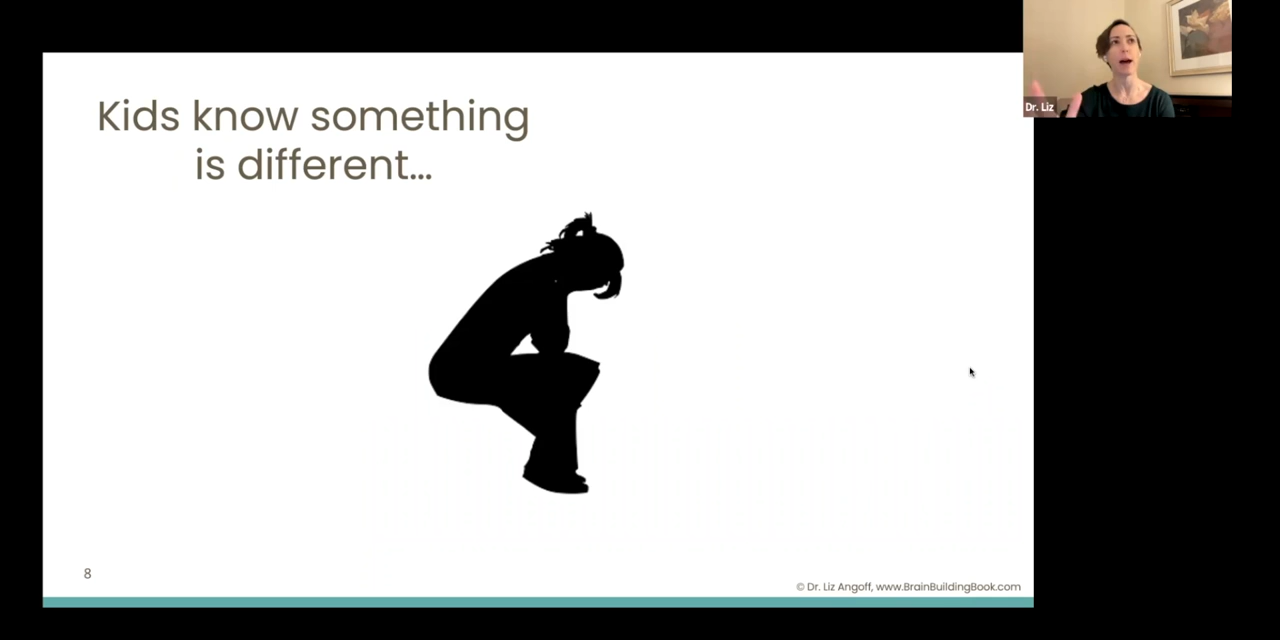 Kids know something
is different...
Dr. Liz
8
© Dr. Liz Angoff, www.BrainBuildingBook.com